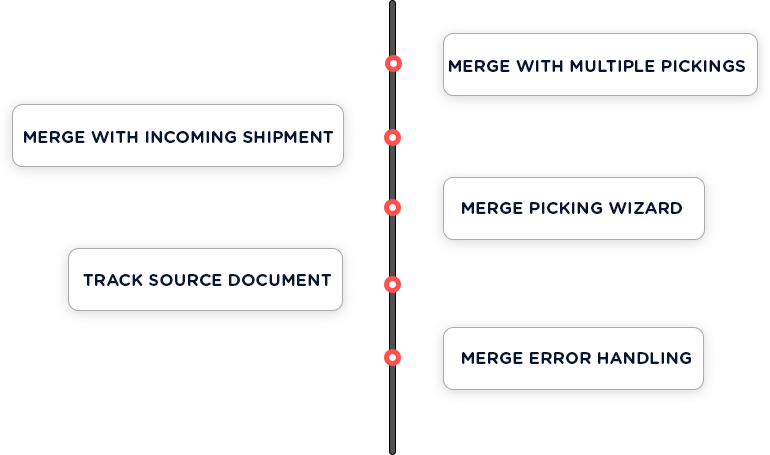 MERGE WITH MULTIPLE PICKINGS
MERGE WITH INCOMING SHIPMENT
MERGE PICKING WIZARD
TRACK SOURCE DOCUMENT
MERGE ERROR HANDLING